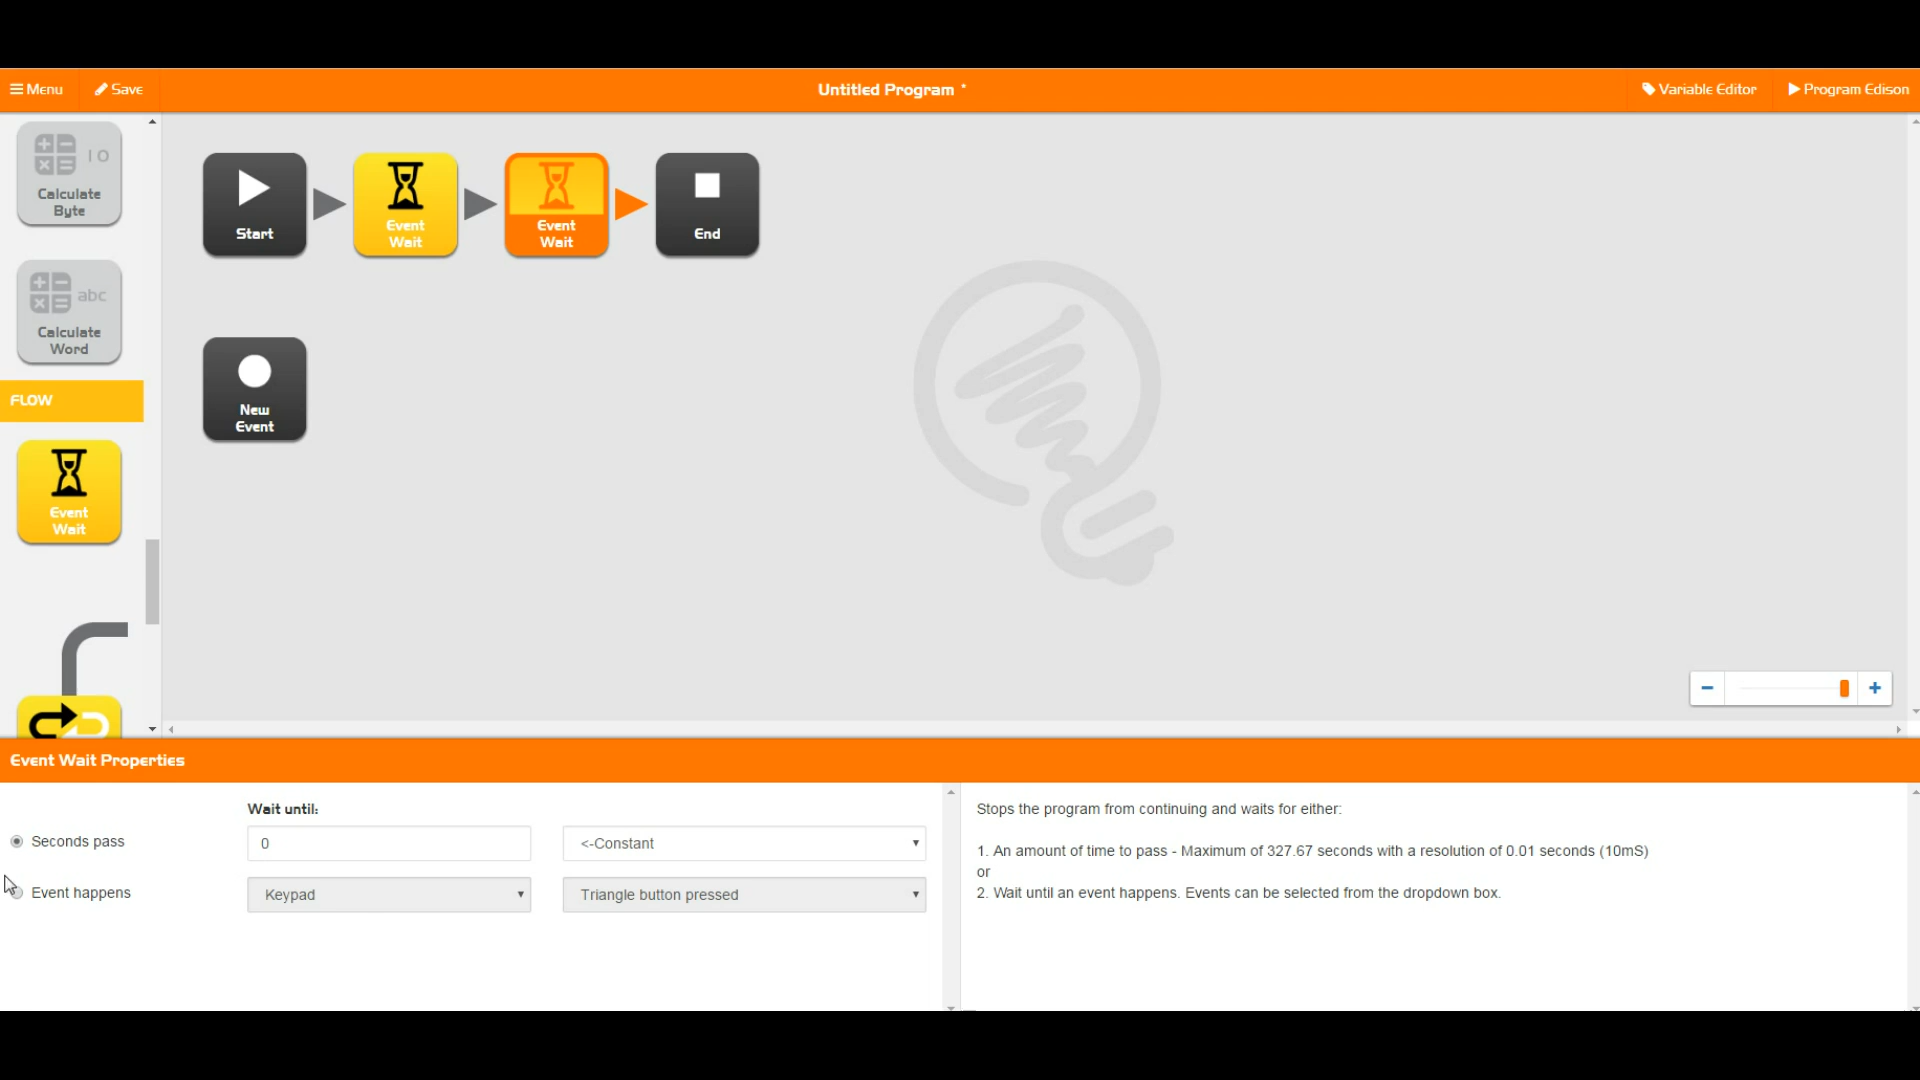 Menu
Save
Untitled Program *
Variable Editor
Program Edison
I O
Calculate
Byte
abc
Calculate
Word
FLOW
Event
Wait
Start
Event
Wait
Event
Wait
End
New
Event
Event Wait Properties
Wait until:
Seconds pass
0
<-Constant
Event happens
Keypad
Triangle button pressed
Stops the program from continuing and waits for either:
1. An amount of time to pass - Maximum of 327.67 seconds with a resolution of 0.01 seconds (10mS)
or
2. Wait until an event happens. Events can be selected from the dropdown box.